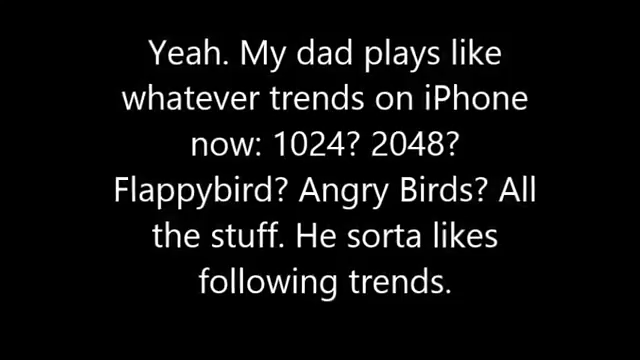 Yeah. My dad plays like
whatever trends on iPhone
now: 1024? 2048?
Flappybird? Angry Birds? All
the stuff. He sorta likes
following trends.